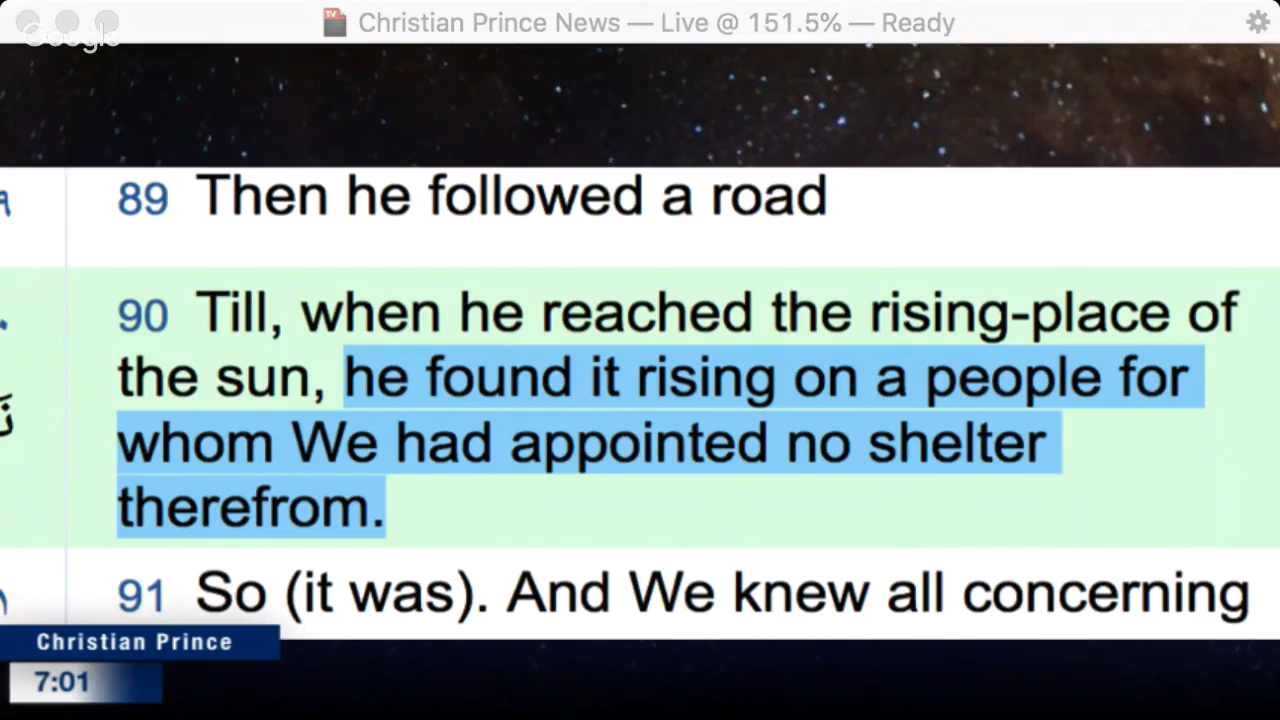 Christian Prince News — Live @ 151.5% — Ready
Google
TV
89 Then he followed a road
90 Till, when he reached the rising-place of
the sun, he found it rising on a people for
whom We had appointed no shelter
therefrom.
91 So (it was). And We knew all concerning
Christian Prince
7:01